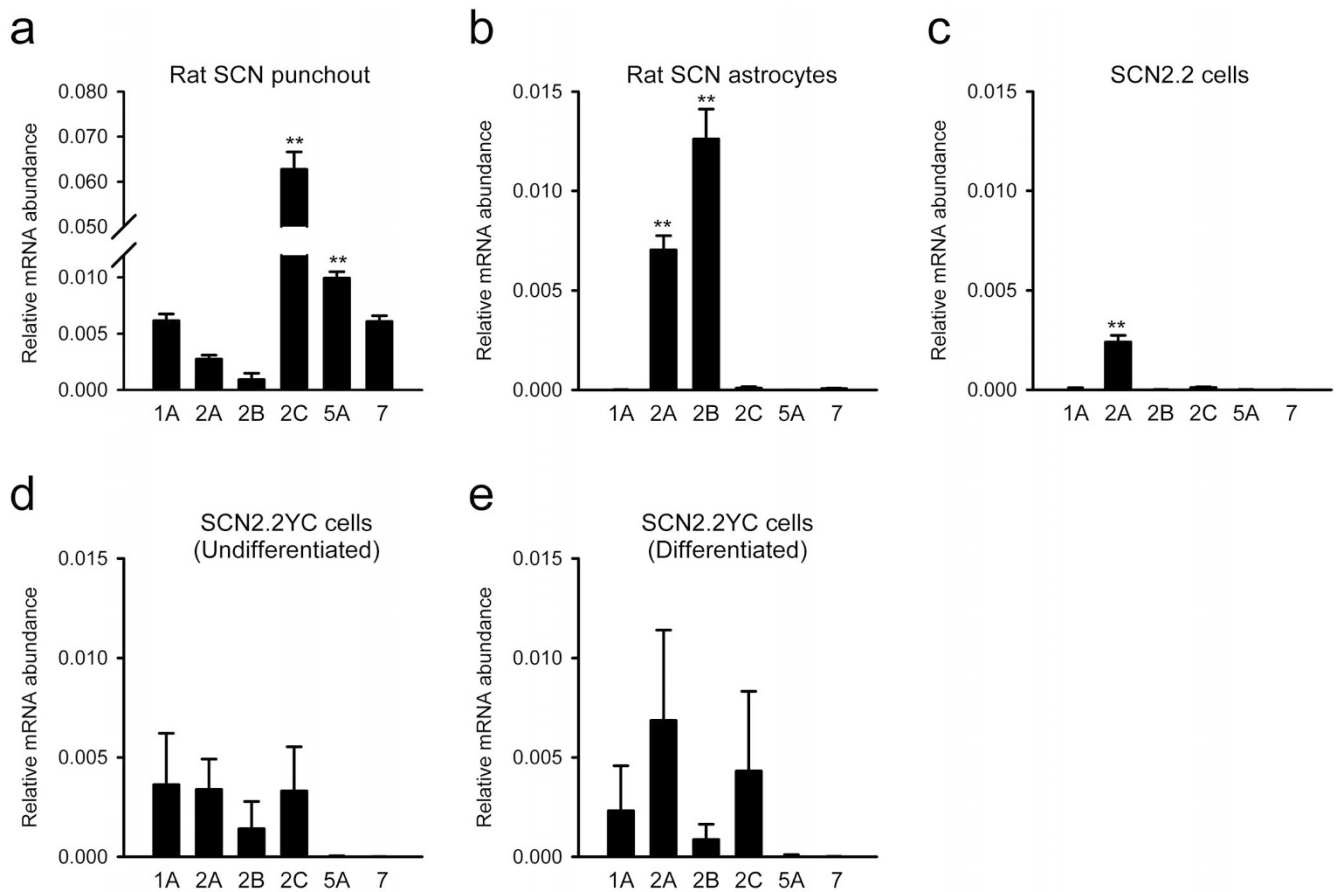 a
Rat SCN punchout
Relative mRNA abundance
0.080
0.070
0.060
0.050
0.010
0.005
0.000
**
**
1A 2A 2B 2C 5A 7
b
Rat SCN astrocytes
Relative mRNA abundance
0.015
0.010
0.005
0.000
**
**
1A 2A 2B 2C 5A 7
c
SCN2.2 cells
Relative mRNA abundance
0.015
0.010
0.005
0.000
**
1A 2A 2B 2C 5A 7
d
SCN2.2YC cells
(Undifferentiated)
Relative mRNA abundance
0.015
0.010
0.005
0.000
1A 2A 2B 2C 5A 7
e
SCN2.2YC cells
(Differentiated)
Relative mRNA abundance
0.015
0.010
0.005
0.000
1A 2A 2B 2C 5A 7